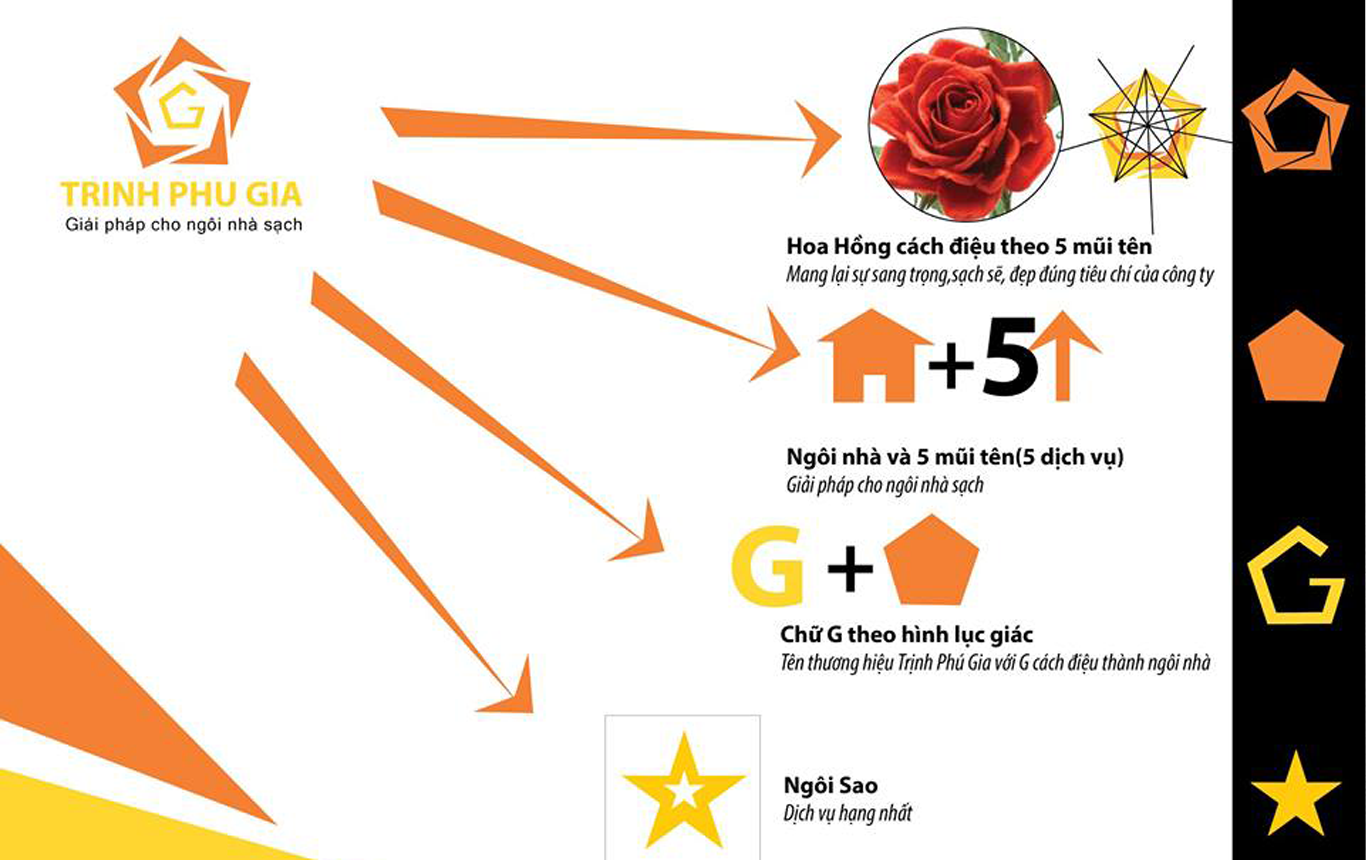 G
TRINH PHU GIA
Giải pháp cho ngôi nhà sạch
Hoa Hồng cách điệu theo 5 mũi tên
Mang lại sự sang trọng,sạch sẽ, đẹp đúng tiêu chí của công ty
+5
Ngôi nhà và 5 mũi tên(5 dịch vụ)
Giải pháp cho ngôi nhà sạch
G +
Chữ G theo hình lục giác
Tên thương hiệu Trịnh Phú Gia với G cách điệu thành ngôi nhà
G
Ngôi Sao
Dịch vụ hạng nhất